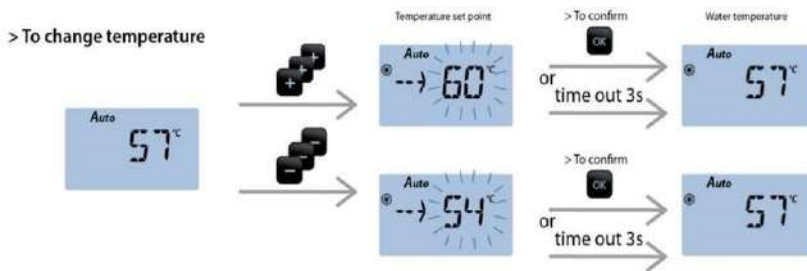 Temperature set point
> To confirm
Water temperature
> To change temperature
OK
Auto
60°C
or
time out 3s
Auto
57°C
Auto
57°C
> To confirm
OK
Auto
54°C
or
time out 3s
Auto
57°C